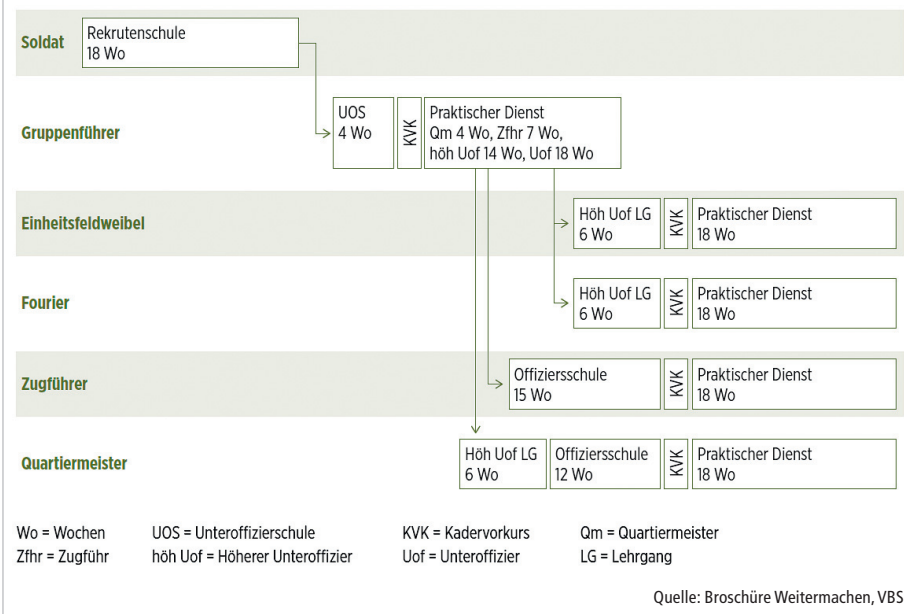 Soldat
Rekrutenschule
18 Wo
Gruppenführer
UOS
4 Wo
KVK
Praktischer Dienst
Qm 4 Wo, Zfhr 7 Wo,
höh Uof 14 Wo, Uof 18 Wo
Einheitsfeldweibel
Höh Uof LG
6 Wo
KVK
Praktischer Dienst
18 Wo
Fourier
Höh Uof LG
6 Wo
KVK
Praktischer Dienst
18 Wo
Zugführer
Offiziersschule
15 Wo
KVK
Praktischer Dienst
18 Wo
Quartiermeister
Höh Uof LG
6 Wo
Offiziersschule
12 Wo
KVK
Praktischer Dienst
18 Wo
Wo = Wochen UOS = Unteroffizierschule KVK = Kadervorkurs Qm = Quartiermeister
Zfhr = Zugführ höh Uof = Höherer Unteroffizier Uof = Unteroffizier LG = Lehrgang
Quelle: Broschüre Weitermachen, VBS